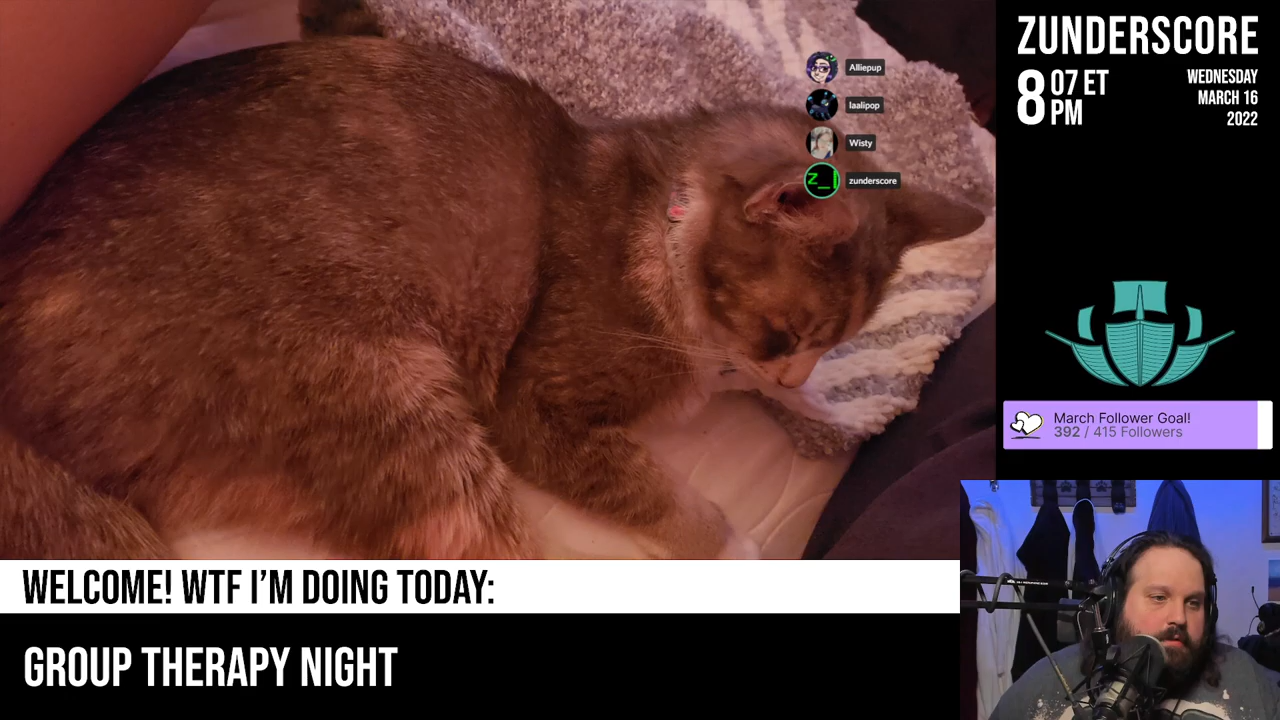 Alliepup
laalipop
Wisty
zunderscore
z_
ZUNDERSCORE
8 07 ET
PM
WEDNESDAY
MARCH 16
2022
March Follower Goal!
392 / 415 Followers
WELCOME! WTF I'M DOING TODAY:
GROUP THERAPY NIGHT